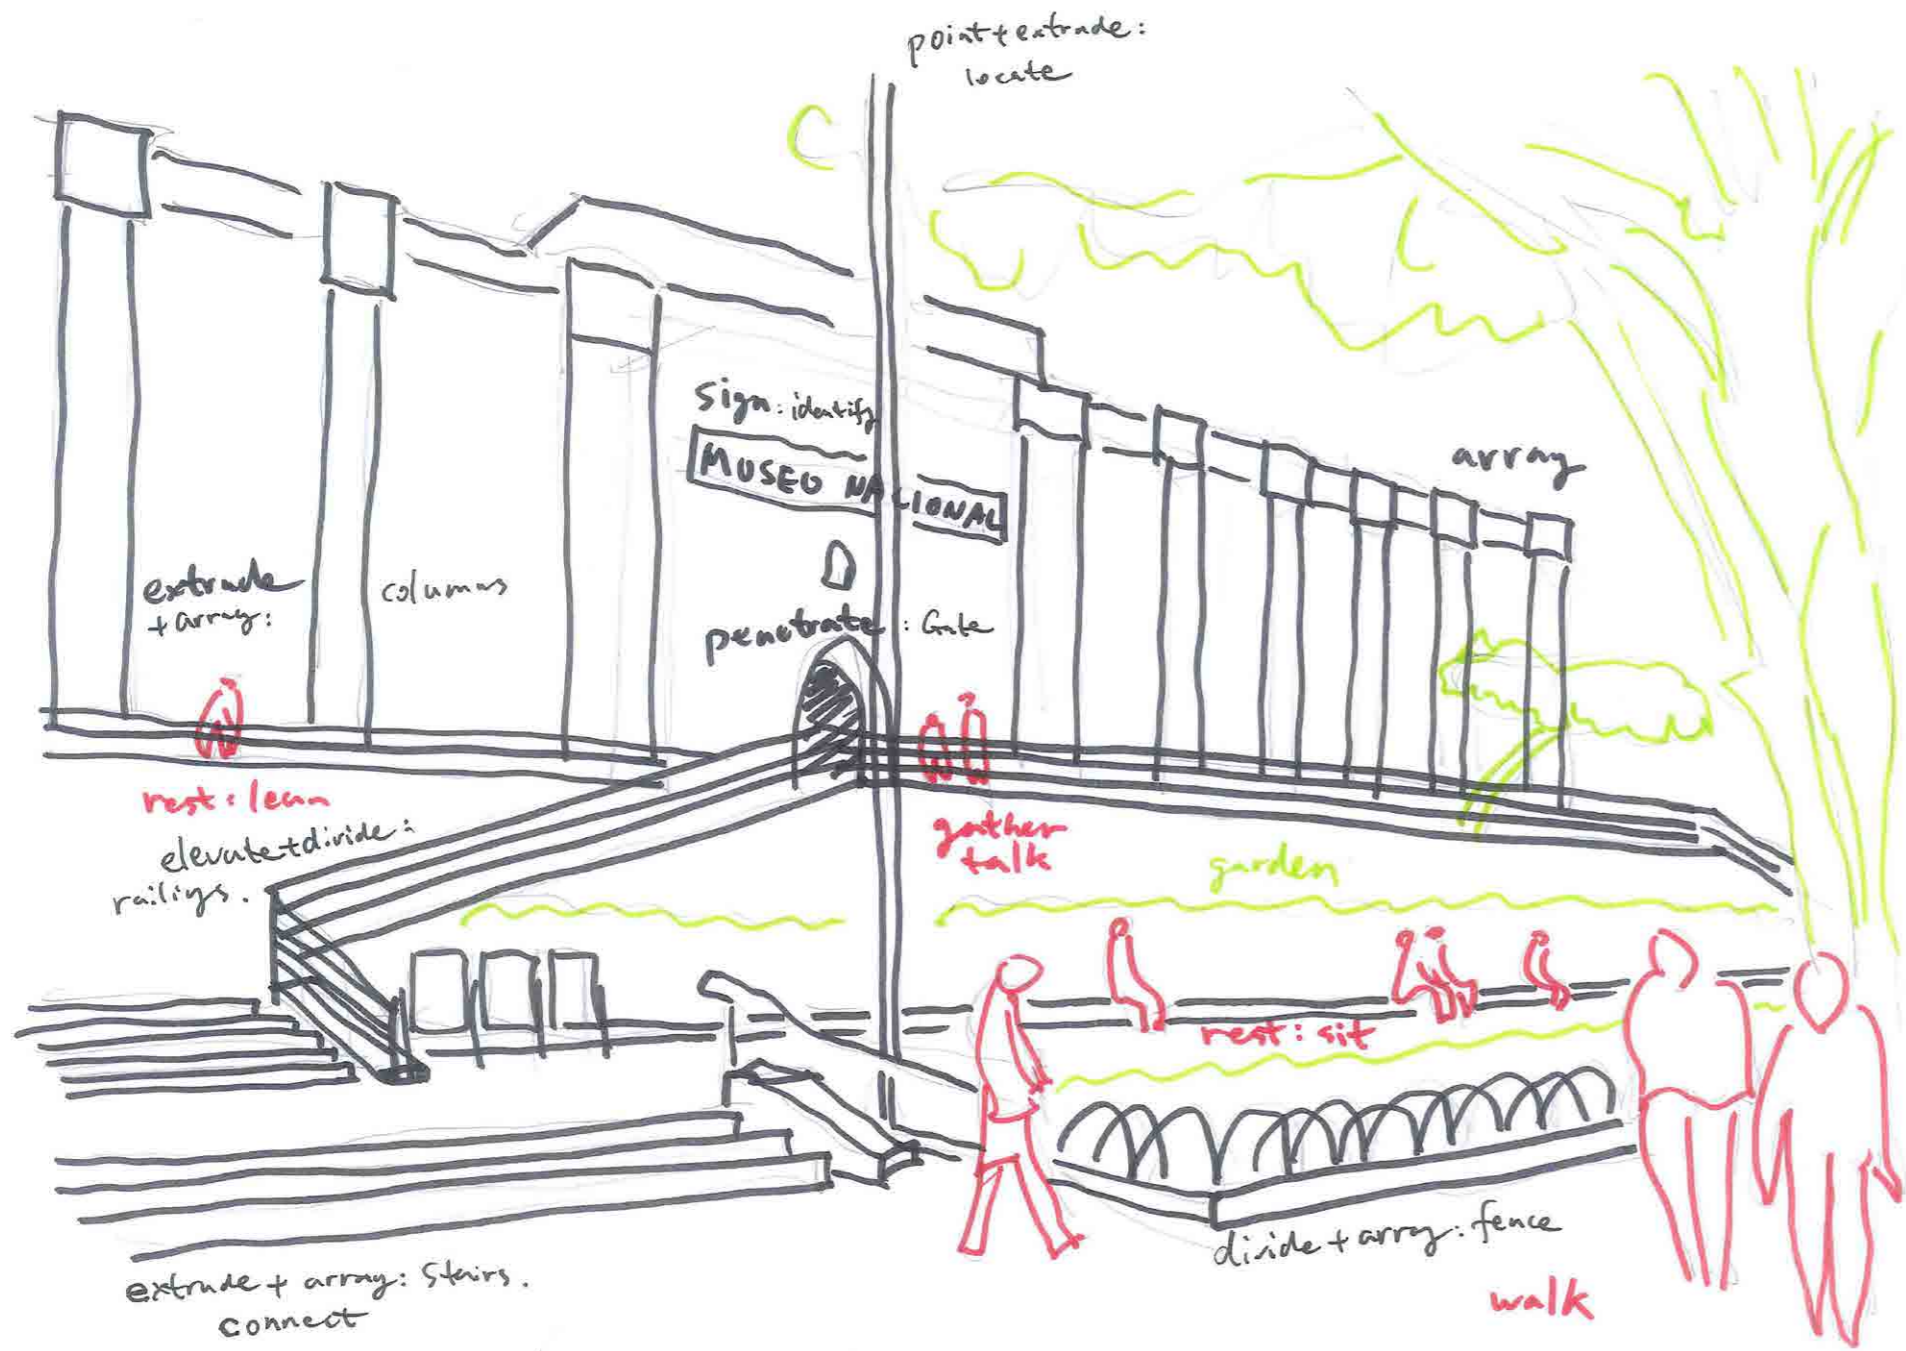 point + extrude:
locate
sign: identify
MUSEO NACIONAL
array
extrude
+ array:
columns
penetrate: Gate
rest: lean
elevate + divide:
railings.
gather
talk
garden
rest: sit
divide + array: fence
extrude + array: stairs.
connect
walk